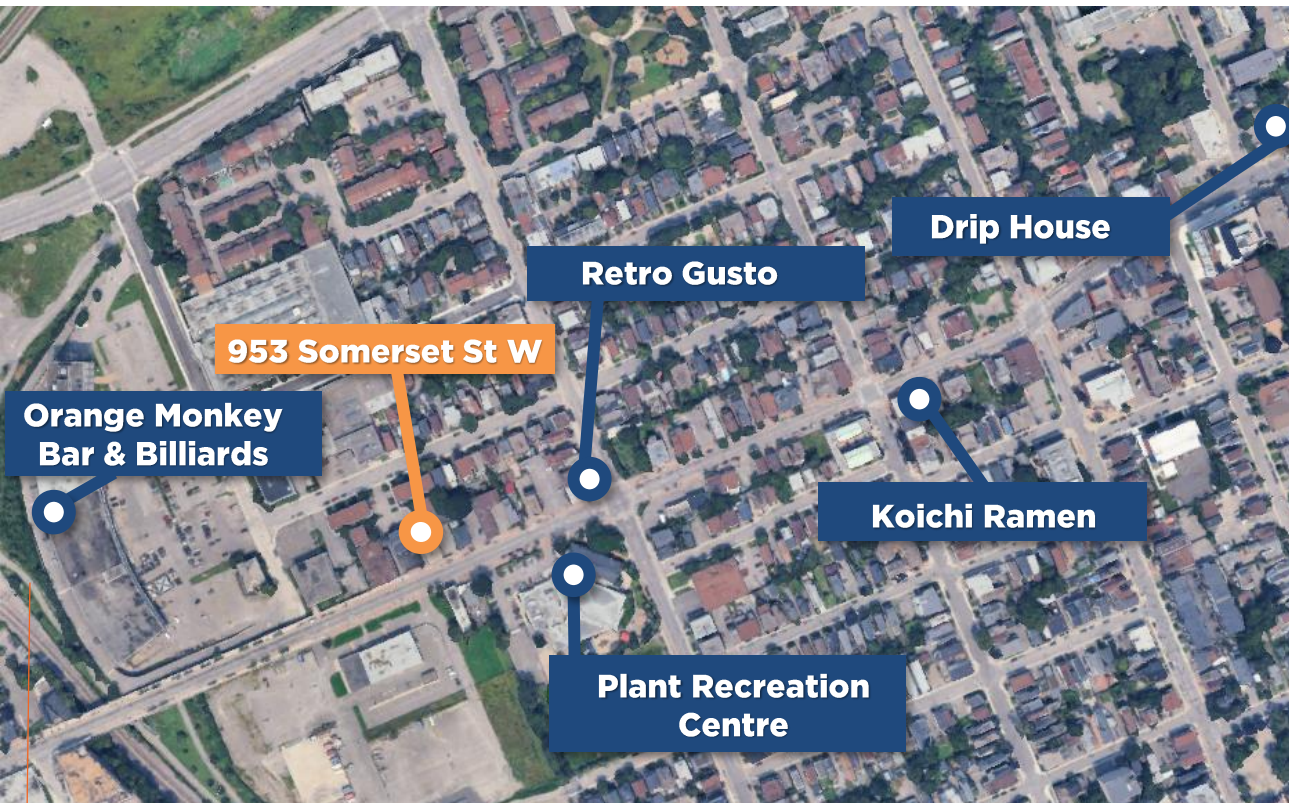 Drip House
Retro Gusto
953 Somerset St W
Orange Monkey
Bar & Billiards
Koichi Ramen
Plant Recreation
Centre